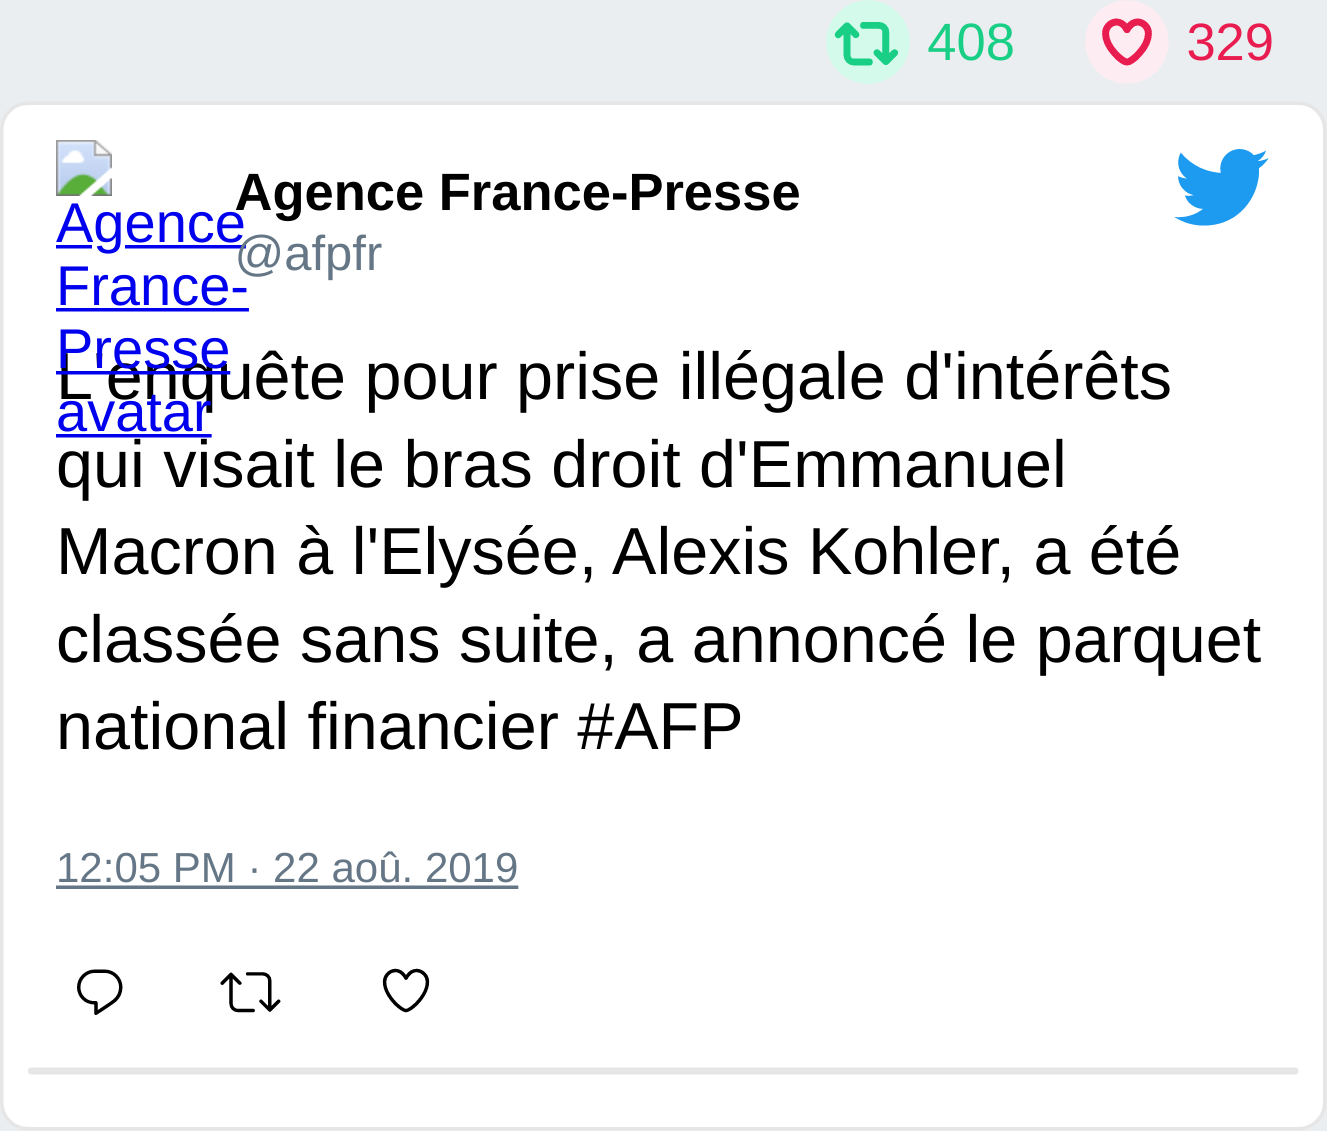 408 329
Agence France-Presse
@afpfr
Agence
France-
Presse
avatar
L'enquête pour prise illégale d'intérêts
qui visait le bras droit d'Emmanuel
Macron à l'Elysée, Alexis Kohler, a été
classée sans suite, a annoncé le parquet
national financier #AFP
12:05 PM · 22 aoû. 2019